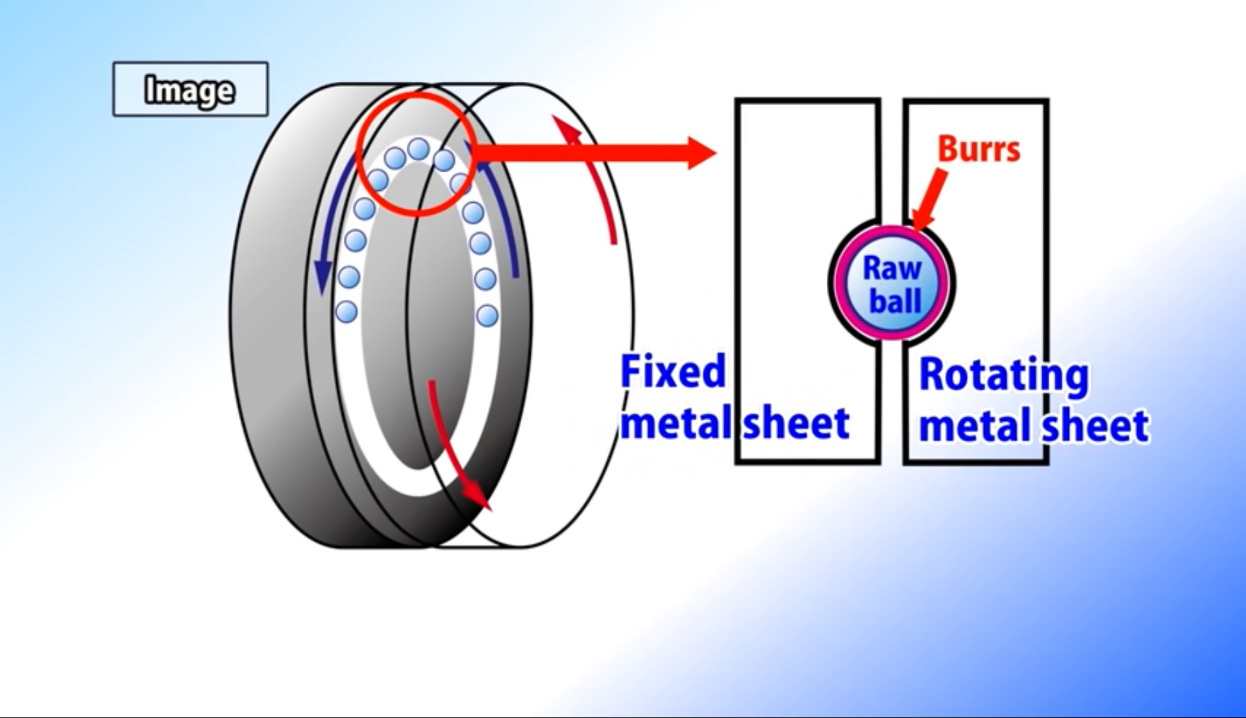 Image
Burrs
Raw
ball
Fixed
metal sheet
Rotating
metal sheet